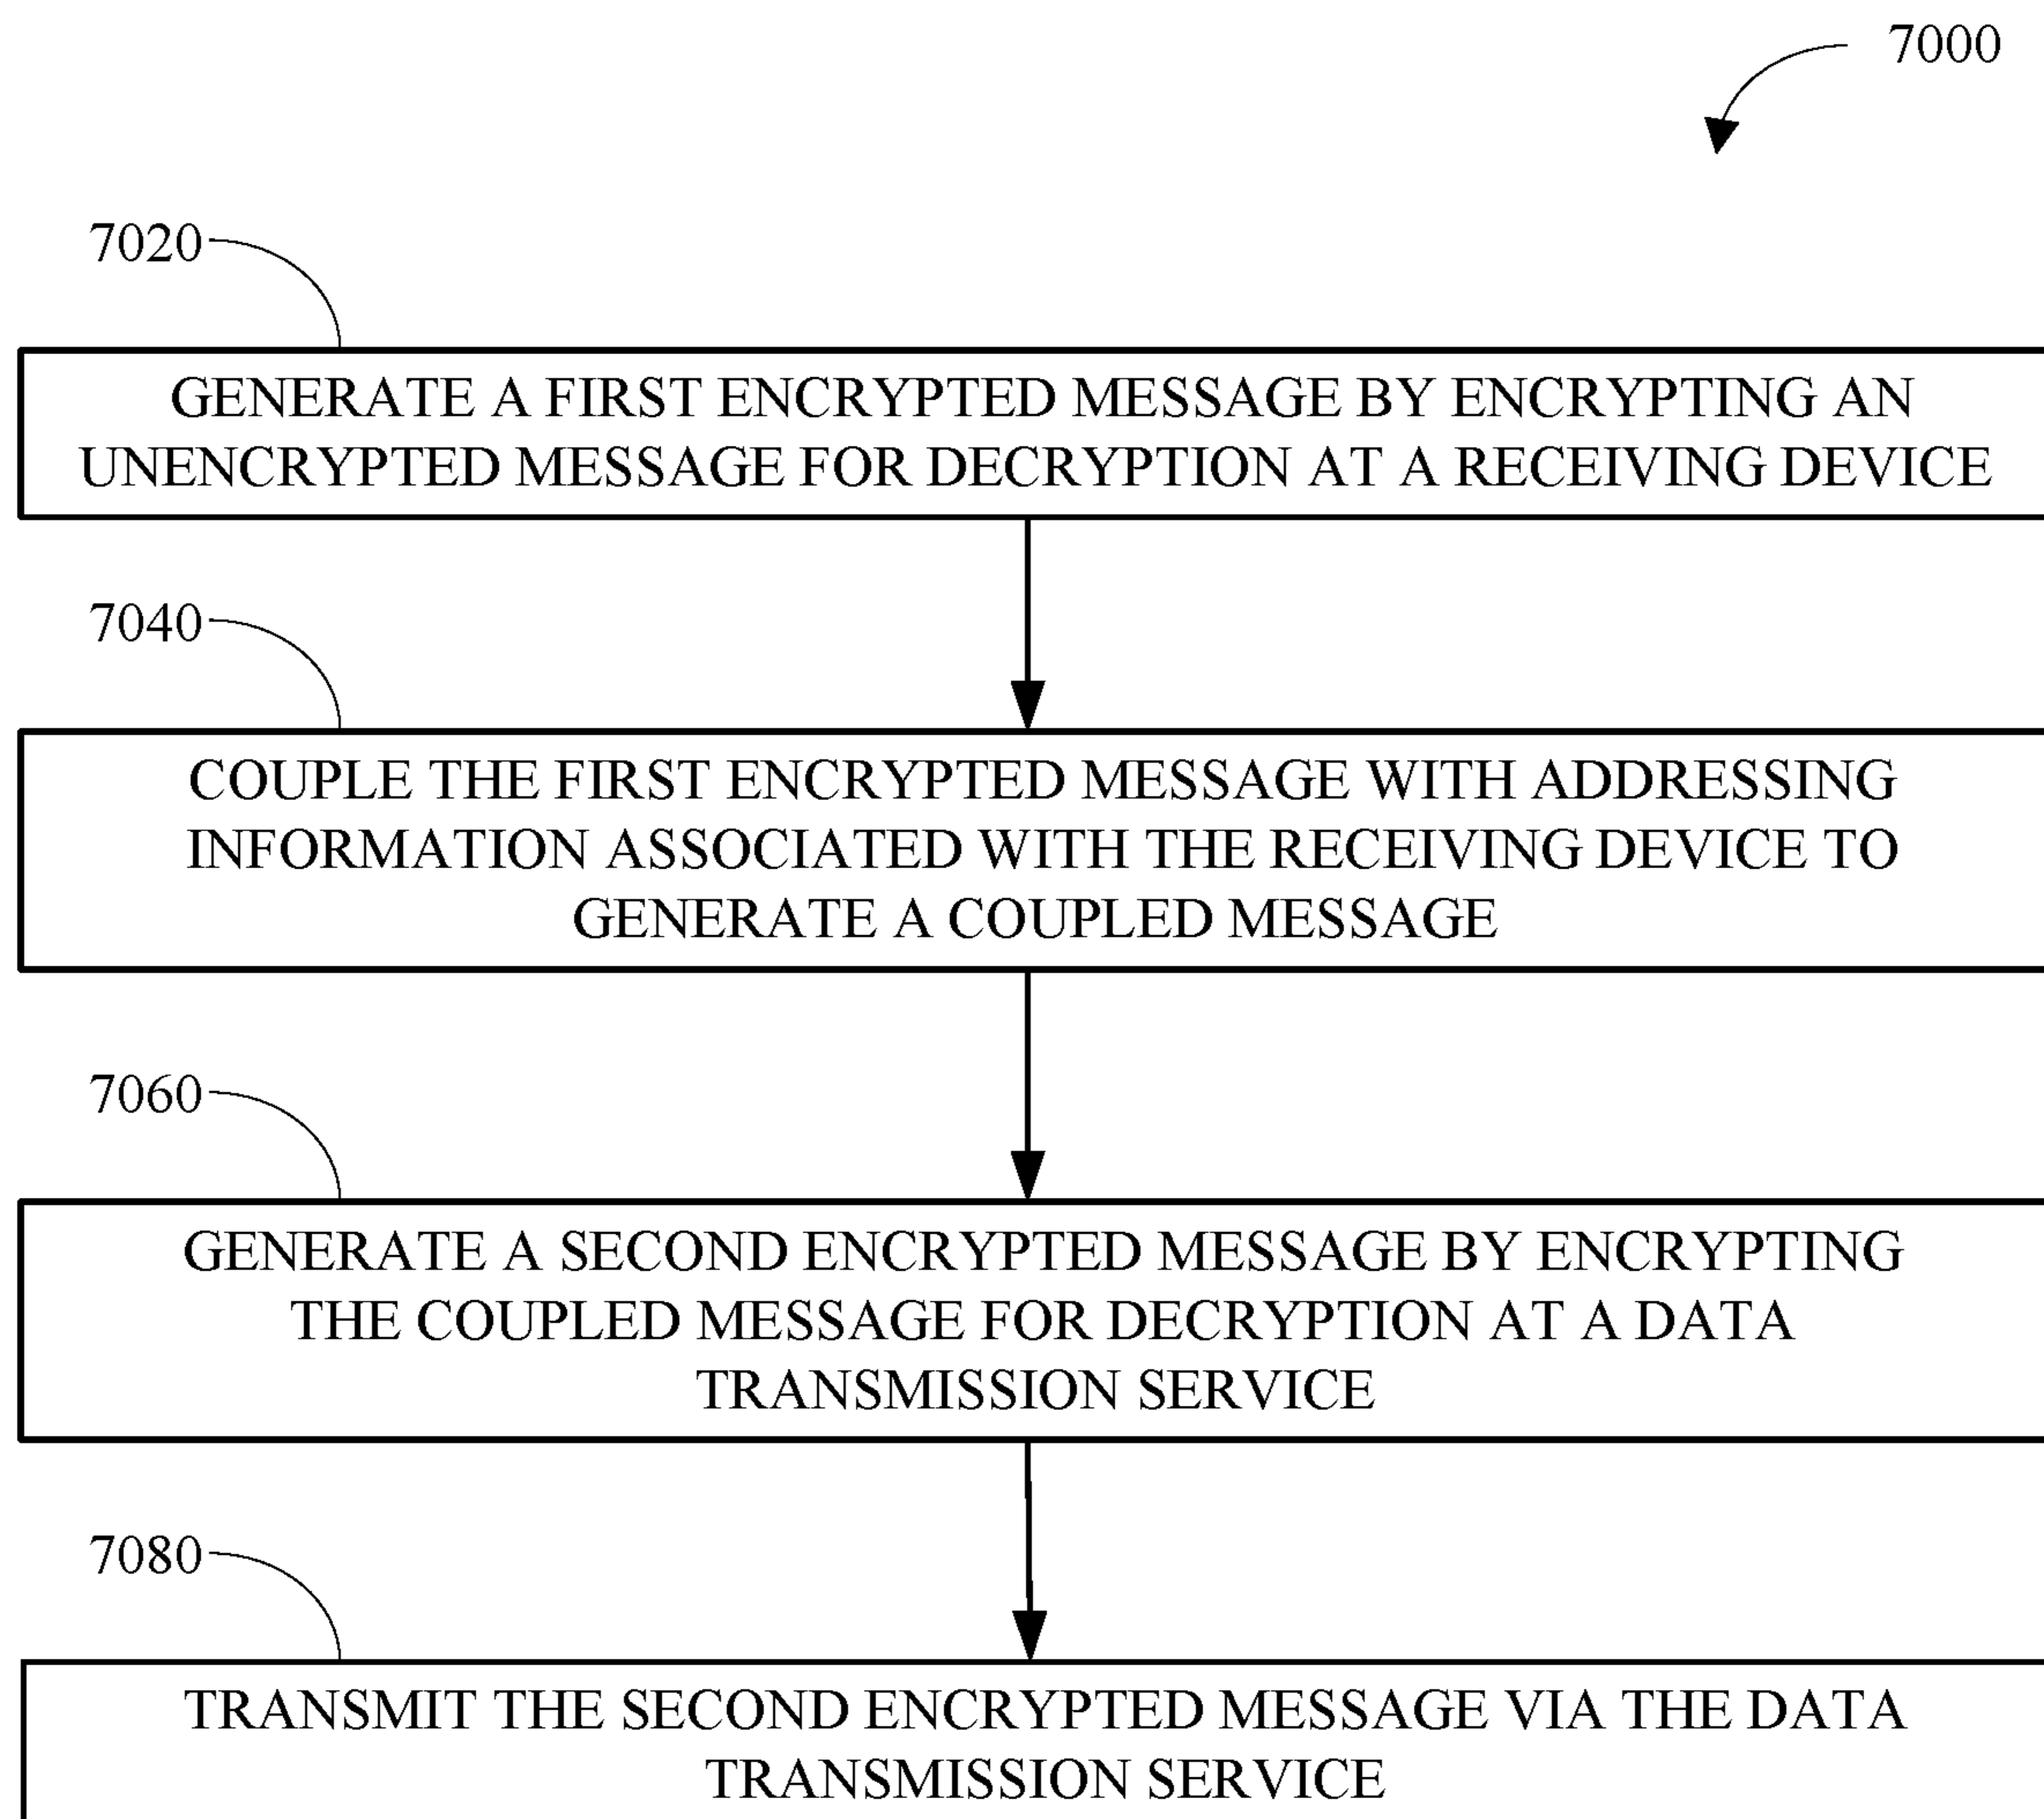 7000
7020
GENERATE A FIRST ENCRYPTED MESSAGE BY ENCRYPTING AN
UNENCRYPTED MESSAGE FOR DECRYPTION AT A RECEIVING DEVICE
7040
COUPLE THE FIRST ENCRYPTED MESSAGE WITH ADDRESSING
INFORMATION ASSOCIATED WITH THE RECEIVING DEVICE TO
GENERATE A COUPLED MESSAGE
7060
GENERATE A SECOND ENCRYPTED MESSAGE BY ENCRYPTING
THE COUPLED MESSAGE FOR DECRYPTION AT A DATA
TRANSMISSION SERVICE
7080
TRANSMIT THE SECOND ENCRYPTED MESSAGE VIA THE DATA
TRANSMISSION SERVICE